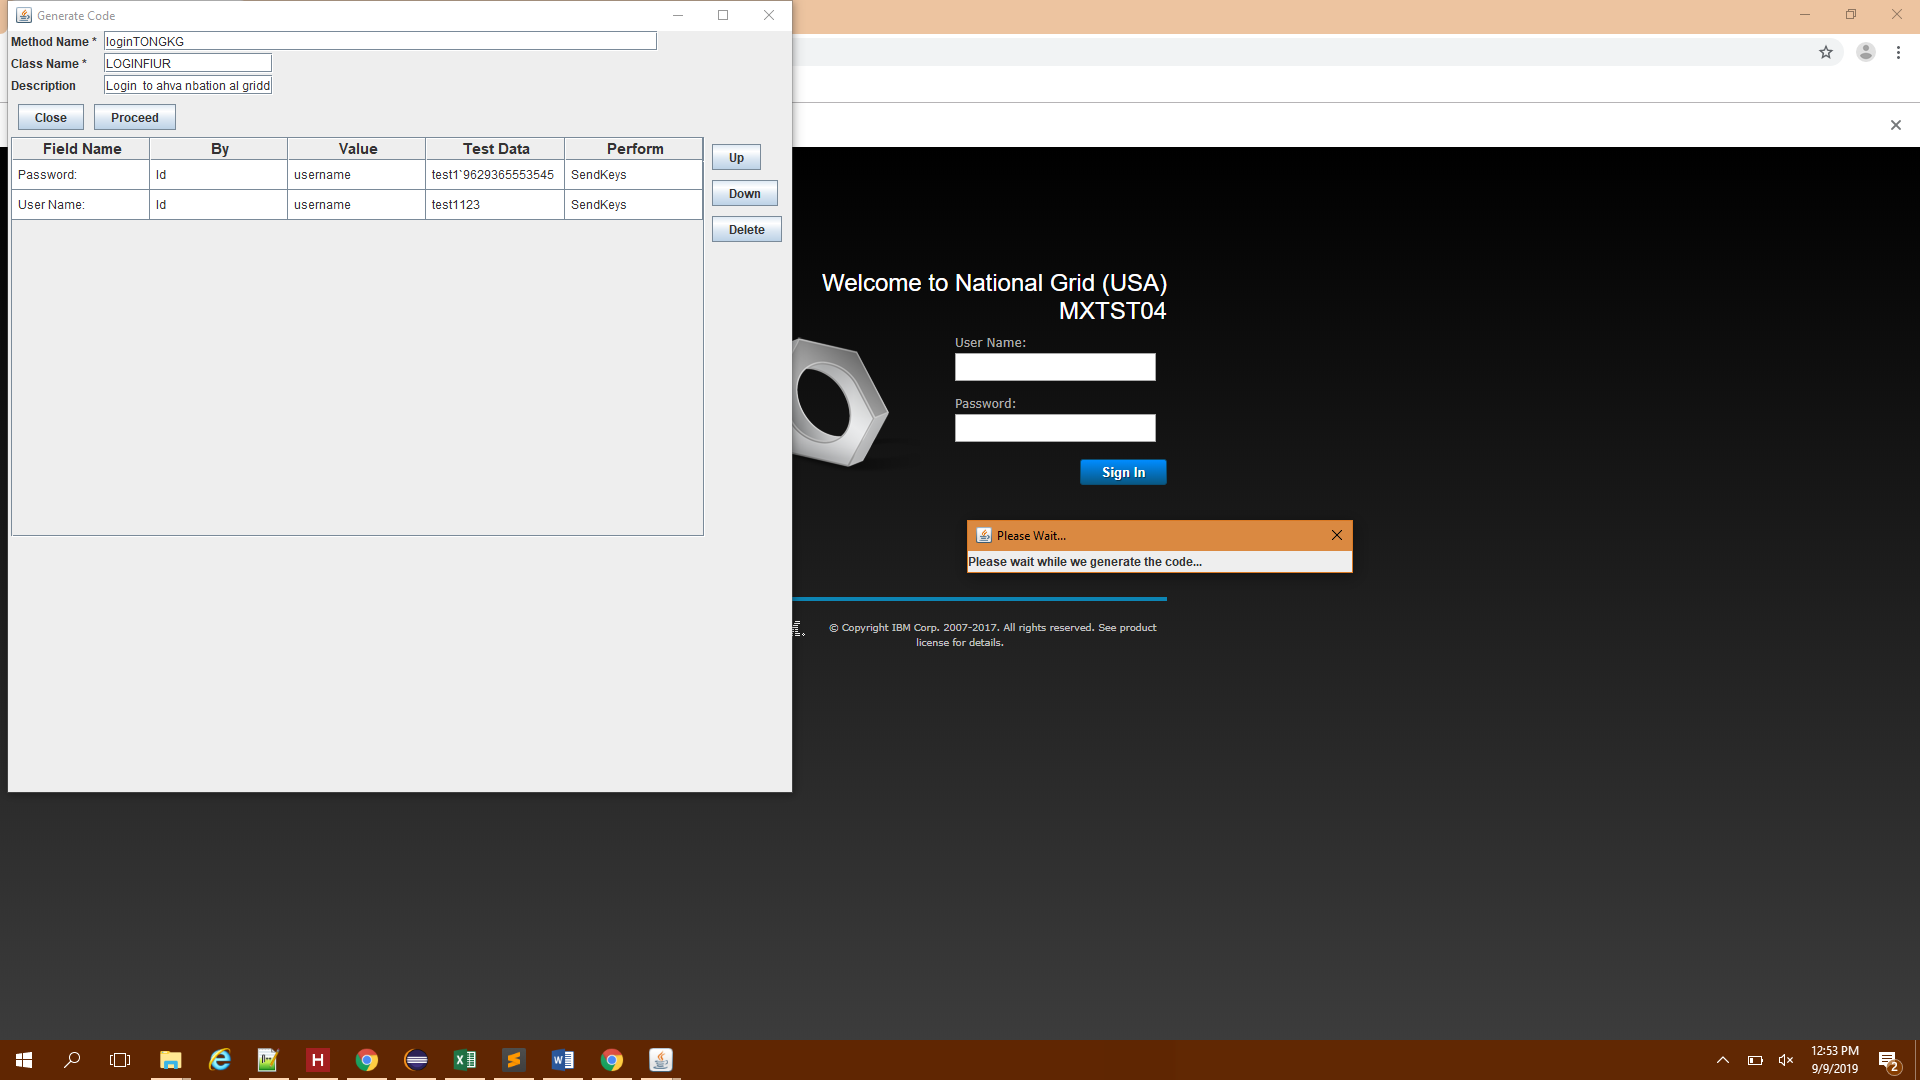 Generate Code
Method Name * loginTONGKG
Class Name * LOGINFIUR
Description Login  to ahva nbation al gridd
Close Proceed
Field Name By Value Test Data Perform
Password: Id username test1`9629365553545 SendKeys
User Name: Id username test1123 SendKeys
Up
Down
Delete
Welcome to National Grid (USA)
MXTST04
User Name:
Password:
Sign In
Please Wait...
Please wait while we generate the code...
© Copyright IBM Corp. 2007-2017. All rights reserved. See product
license for details.
12:53 PM
9/9/2019
2